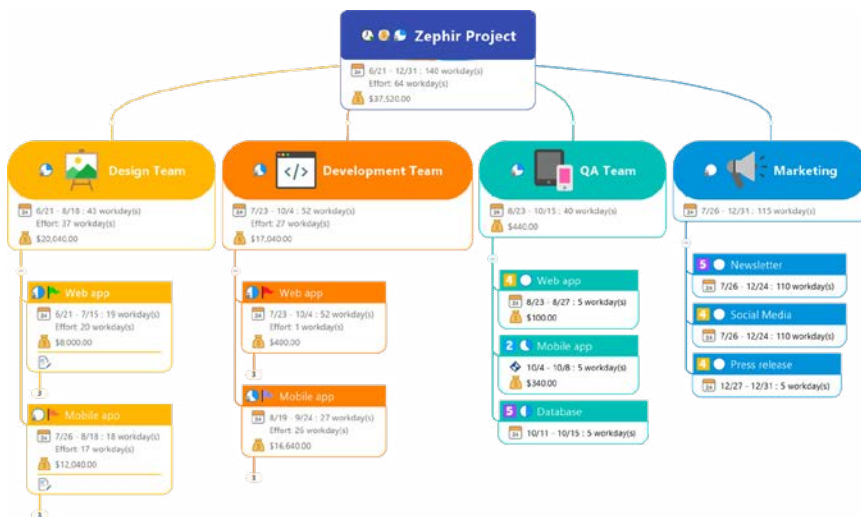 Zephir Project
6/21 - 12/31 : 140 workday(s)
Effort: 64 workday(s)
$37,520.00
Design Team
6/21 - 8/18 : 43 workday(s)
Effort: 37 workday(s)
$20,040.00
Web app
6/21 - 7/15 : 19 workday(s)
Effort: 20 workday(s)
$8,000.00
3
Mobile app
7/26 - 8/18 : 18 workday(s)
Effort: 17 workday(s)
$12,040.00
3
Development Team
7/23 - 10/4 : 52 workday(s)
Effort: 27 workday(s)
$17,040.00
Web app
7/23 - 10/4 : 52 workday(s)
Effort: 1 workday(s)
$400.00
3
Mobile app
8/19 - 9/24 : 27 workday(s)
Effort: 26 workday(s)
$16,640.00
3
QA Team
8/23 - 10/15 : 40 workday(s)
$440.00
4 Web app
8/23 - 8/27 : 5 workday(s)
$100.00
2 Mobile app
10/4 - 10/8 : 5 workday(s)
$340.00
5 Database
10/11 - 10/15 : 5 workday(s)
Marketing
7/26 - 12/31 : 115 workday(s)
5 Newsletter
7/26 - 12/24 : 110 workday(s)
4 Social Media
7/26 - 12/24 : 110 workday(s)
4 Press release
12/27 - 12/31 : 5 workday(s)